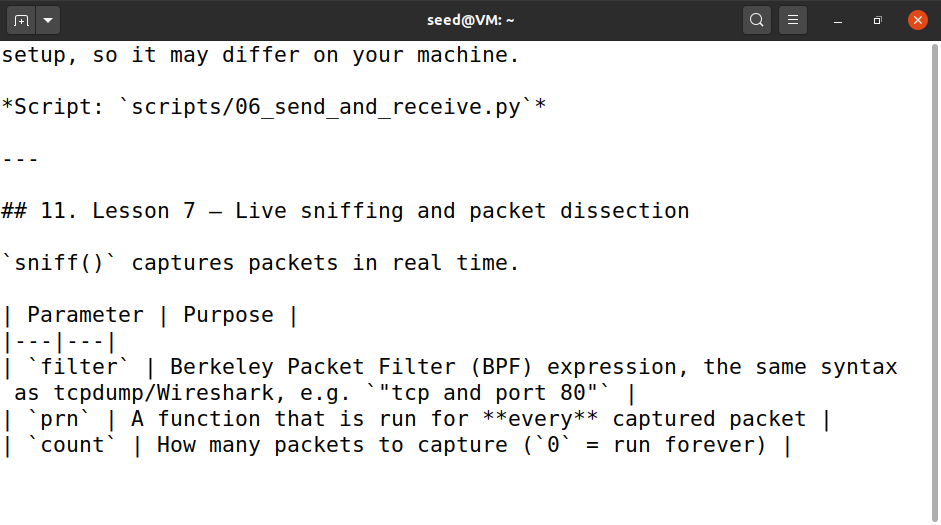 seed@VM: ~
setup, so it may differ on your machine.
*Script: `scripts/06_send_and_receive.py`*
---
## 11. Lesson 7 — Live sniffing and packet dissection
`sniff()` captures packets in real time.
| Parameter | Purpose |
|---|---|
| `filter` | Berkeley Packet Filter (BPF) expression, the same syntax
as tcpdump/Wireshark, e.g. `"tcp and port 80"` |
| `prn` | A function that is run for **every** captured packet |
| `count` | How many packets to capture (`0` = run forever) |